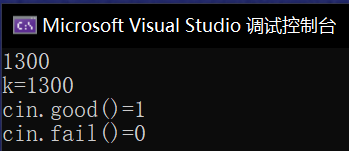 Microsoft Visual Studio 调试控制台
1300
k=1300
cin.good()=1
cin.fail()=0